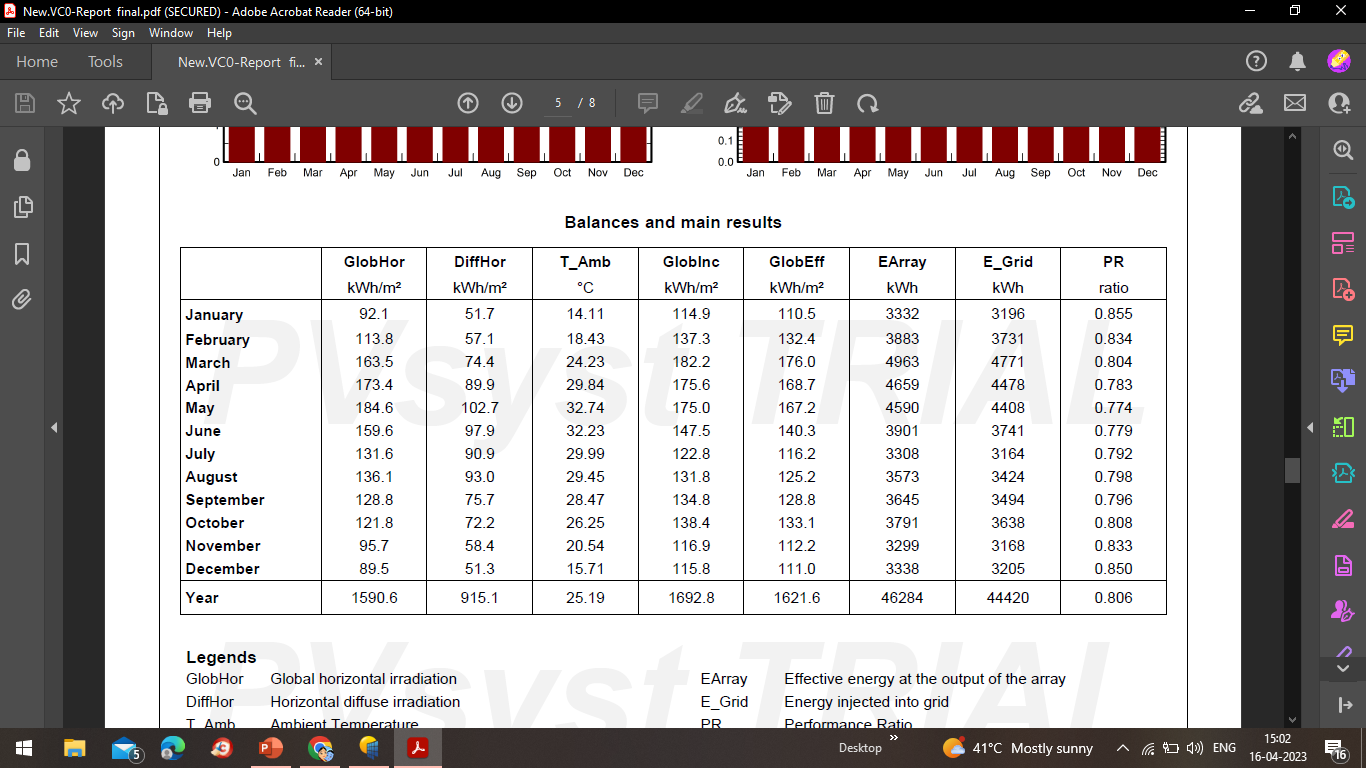 New.VC0-Report final.pdf (SECURED) - Adobe Acrobat Reader (64-bit)
File Edit View Sign Window Help
Home Tools New.VC0-Report fi... ×
5 / 8
0 0.1
0.0
Jan Feb Mar Apr May Jun Jul Aug Sep Oct Nov Dec Jan Feb Mar Apr May Jun Jul Aug Sep Oct Nov Dec
Balances and main results
GlobHor DiffHor T_Amb GlobInc GlobEff EArray E_Grid PR
kWh/m² kWh/m² °C kWh/m² kWh/m² kWh kWh ratio
January 92.1 51.7 14.11 114.9 110.5 3332 3196 0.855
February 113.8 57.1 18.43 137.3 132.4 3883 3731 0.834
March 163.5 74.4 24.23 182.2 176.0 4963 4771 0.804
April 173.4 89.9 29.84 175.6 168.7 4659 4478 0.783
May 184.6 102.7 32.74 175.0 167.2 4590 4408 0.774
June 159.6 97.9 32.23 147.5 140.3 3901 3741 0.779
July 131.6 90.9 29.99 122.8 116.2 3308 3164 0.792
August 136.1 93.0 29.45 131.8 125.2 3573 3424 0.798
September 128.8 75.7 28.47 134.8 128.8 3645 3494 0.796
October 121.8 72.2 26.25 138.4 133.1 3791 3638 0.808
November 95.7 58.4 20.54 116.9 112.2 3299 3168 0.833
December 89.5 51.3 15.71 115.8 111.0 3338 3205 0.850
Year 1590.6 915.1 25.19 1692.8 1621.6 46284 44420 0.806
PVsyst TRIAL
PVsyst TRIAL
Legends
GlobHor Global horizontal irradiation EArray Effective energy at the output of the array
DiffHor Horizontal diffuse irradiation E_Grid Energy injected into grid
T_Amb Ambient Temperature PR Performance Ratio
5 Desktop » 41°C Mostly sunny ENG 15:02
16-04-2023 16